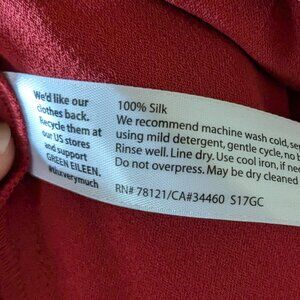 We'd like our
clothes back.
Recycle them at
our US stores
and support
GREEN EILEEN.
#thxverymuch
100% Silk
We recommend machine wash cold, sep
using mild detergent, gentle cycle, no b
Rinse well. Line dry. Use cool iron, if nee
Do not overpress. May be dry cleaned
RN# 78121/CA#34460 S17GC